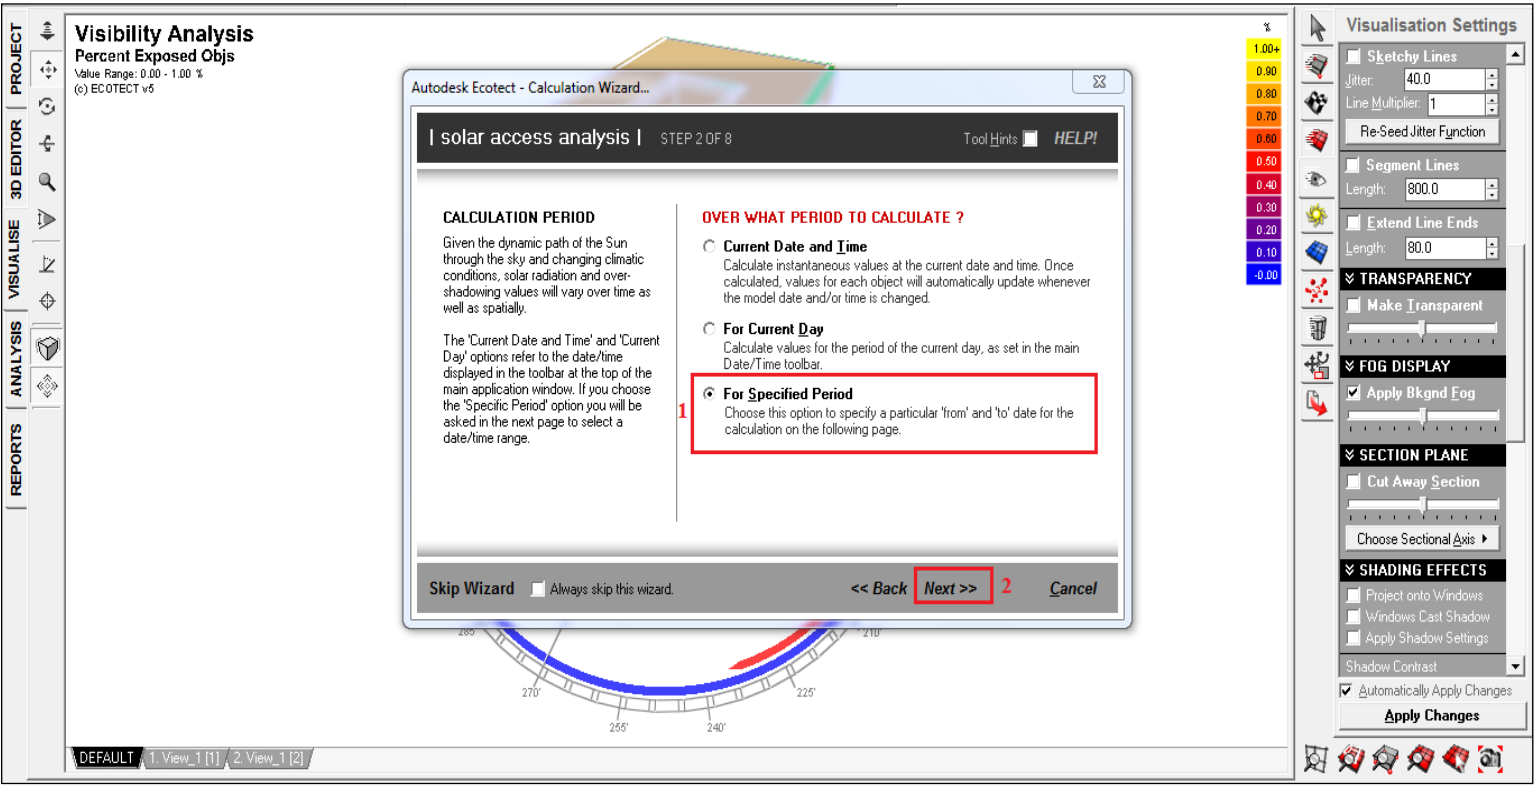 PROJECT
3D EDITOR
VISUALISE
ANALYSIS
REPORTS
Visibility Analysis
Percent Exposed Objs
Value Range: 0.00 - 1.00 %
(c) ECOTECT v5
%
1.00+
0.90
0.80
0.70
0.60
0.50
0.40
0.30
0.20
0.10
-0.00
Autodesk Ecotect - Calculation Wizard...
| solar access analysis | STEP 2 OF 8
Tool Hints HELP!
CALCULATION PERIOD
Given the dynamic path of the Sun
through the sky and changing climatic
conditions, solar radiation and over-
shadowing values will vary over time as
well as spatially.
The 'Current Date and Time' and 'Current
Day' options refer to the date/time
displayed in the toolbar at the top of the
main application window. If you choose
the 'Specific Period' option you will be
asked in the next page to select a
date/time range.
OVER WHAT PERIOD TO CALCULATE ?
Current Date and Time
Calculate instantaneous values at the current date and time. Once
calculated, values for each object will automatically update whenever
the model date and/or time is changed.
For Current Day
Calculate values for the period of the current day, as set in the main
Date/Time toolbar.
1
For Specified Period
Choose this option to specify a particular 'from' and 'to' date for the
calculation on the following page.
Skip Wizard Always skip this wizard.
<< Back Next >> 2 Cancel
285°
210°
270°
225°
255°
240°
DEFAULT 1. View_1 [1] 2. View_1 [2]
Visualisation Settings
Sketchy Lines
Jitter: 40.0
Line Multiplier: 1
Re-Seed Jitter Function
Segment Lines
Length: 800.0
Extend Line Ends
Length: 80.0
TRANSPARENCY
Make Transparent
FOG DISPLAY
Apply Bkgnd Fog
SECTION PLANE
Cut Away Section
Choose Sectional Axis
SHADING EFFECTS
Project onto Windows
Windows Cast Shadow
Apply Shadow Settings
Shadow Contrast
Automatically Apply Changes
Apply Changes